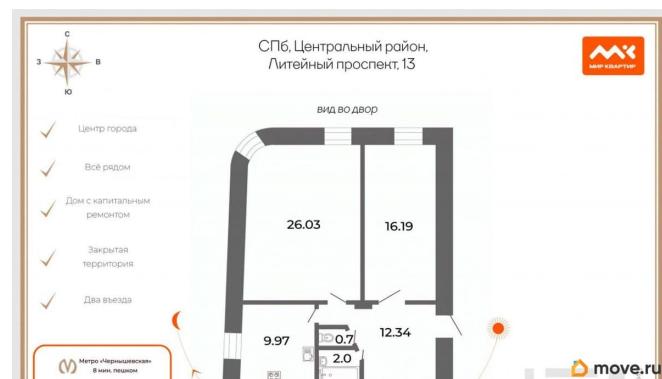 С
З
В
Ю
СПб, Центральный район,
Литейный проспект, 13
МИР КВАРТИР
вид во двор
Центр города
Всё рядом
Дом с капитальным
ремонтом
Закрытая
территория
Два въезда
26.03
16.19
9.97
0.7
12.34
2.0
Метро «Чернышевская»
8 мин. пешком
move.ru